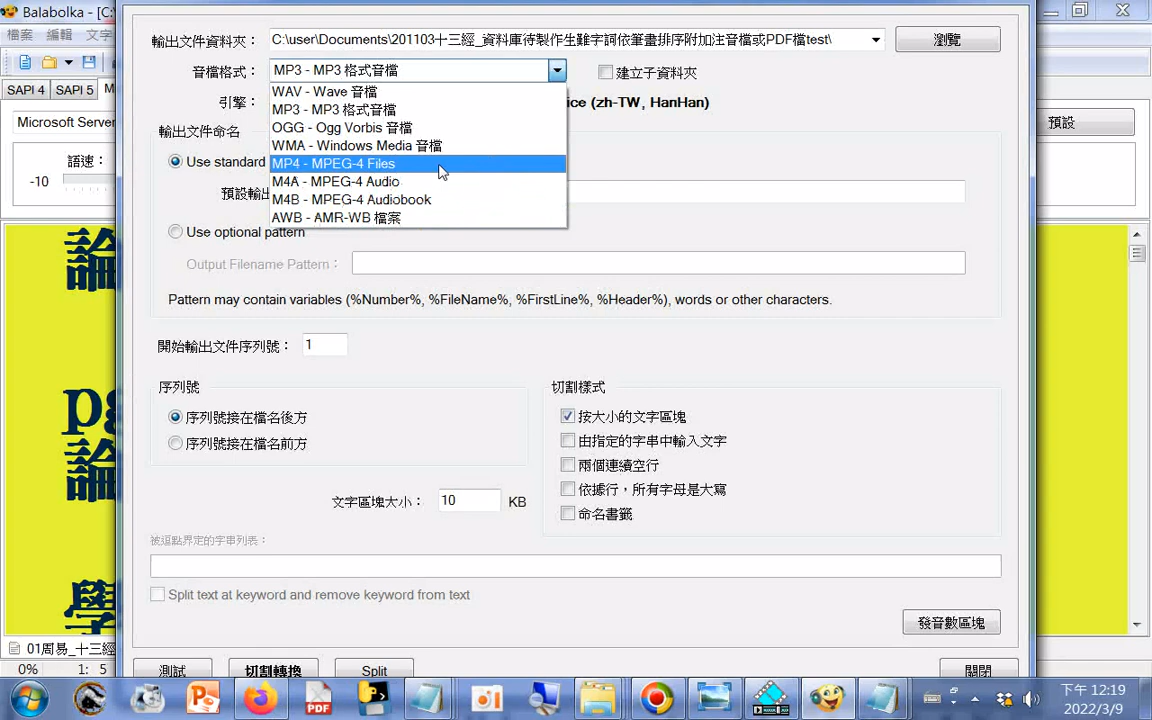 Balabolka - [C:\
檔案 編輯 文字
SAPI 4 SAPI 5 M
Microsoft Server
語速：
-10
輸出文件資料夾： C:\user\Documents\201103十三經_資料庫待製作生難字詞依筆畫排序附加注音檔或PDF檔test\ 瀏覽
音檔格式： MP3 - MP3 格式音檔 建立子資料夾
WAV - Wave 音檔
引擎： MP3 - MP3 格式音檔 ice (zh-TW, HanHan)
OGG - Ogg Vorbis 音檔
輸出文件命名
WMA - Windows Media 音檔
Use standard MP4 - MPEG-4 Files
M4A - MPEG-4 Audio
預設輸 M4B - MPEG-4 Audiobook
AWB - AMR-WB 檔案
Use optional pattern
Output Filename Pattern：
Pattern may contain variables (%Number%, %FileName%, %FirstLine%, %Header%), words or other characters.
開始輸出文件序列號： 1
序列號
序列號接在檔名後方
序列號接在檔名前方
文字區塊大小： 10 KB
切割樣式
按大小的文字區塊
由指定的字串中輸入文字
兩個連續空行
依據行，所有字母是大寫
命名書籤
被逗點界定的字串列表：
Split text at keyword and remove keyword from text
發音數區塊
測試 切割轉換 Split 關閉
預設
論
pg
論
學
01周易_十三經
0% 1: 5
PDF
下午 12:19
2022/3/9